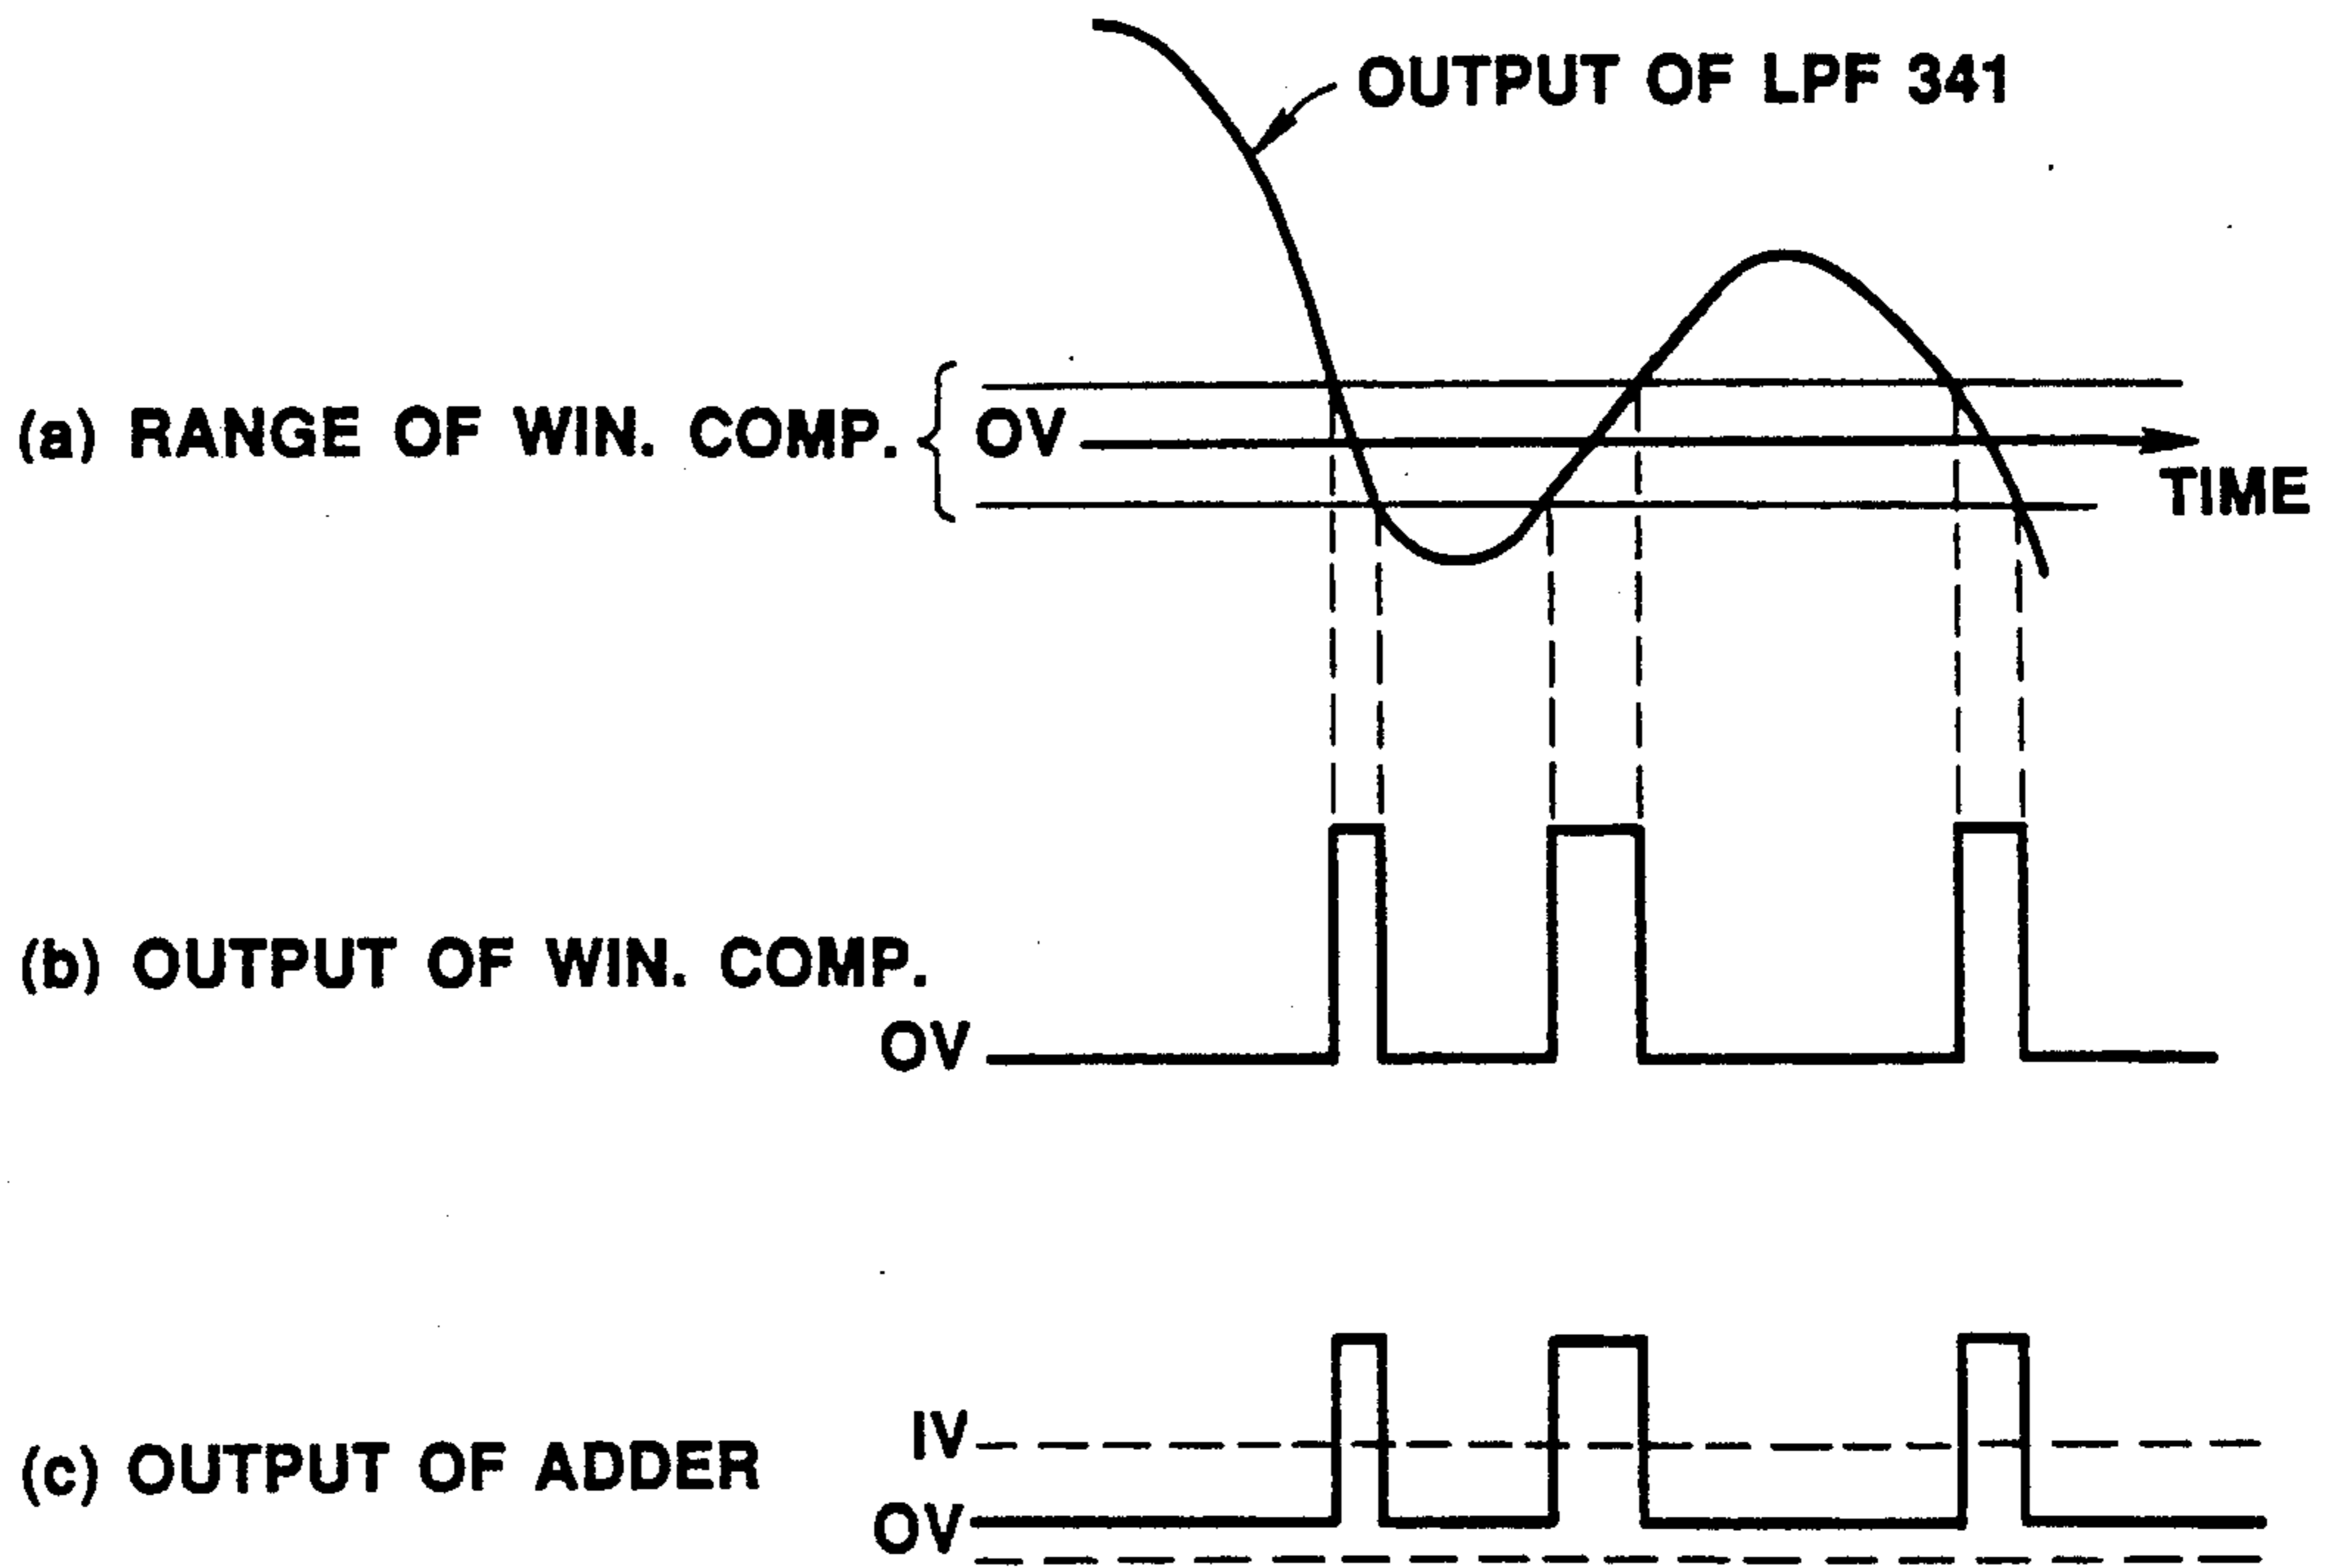 OUTPUT OF LPF 341
(a) RANGE OF WIN. COMP.
OV
TIME
(b) OUTPUT OF WIN. COMP.
OV
IV
(c) OUTPUT OF ADDER
OV